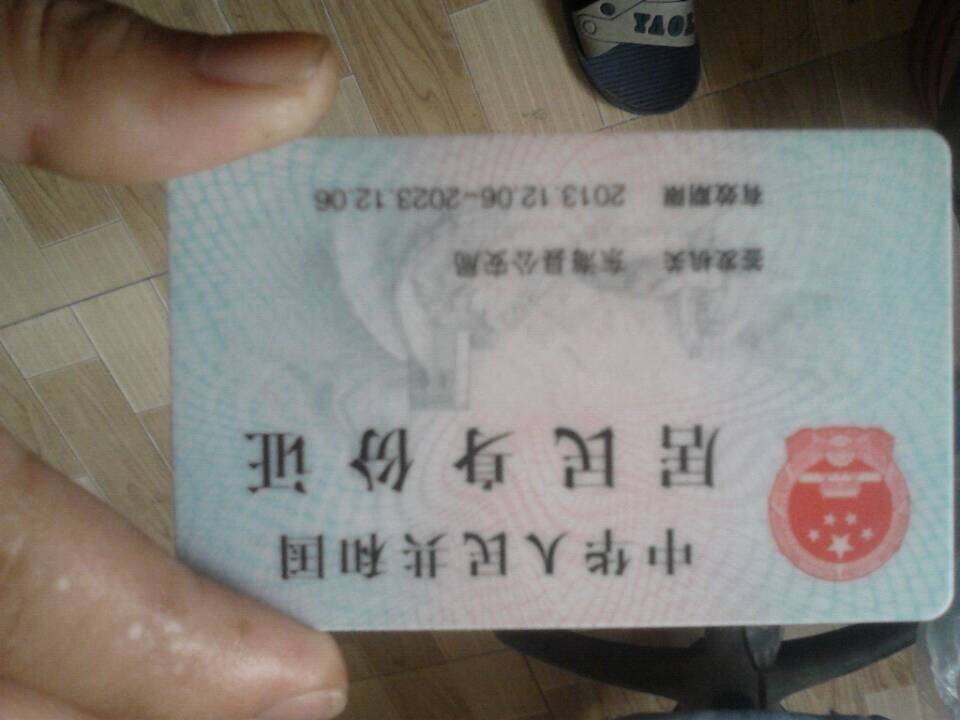 中华人民共和国
居民身份证
签发机关 东海县公安局
有效期限 2013.12.06-2023.12.06
YOVA